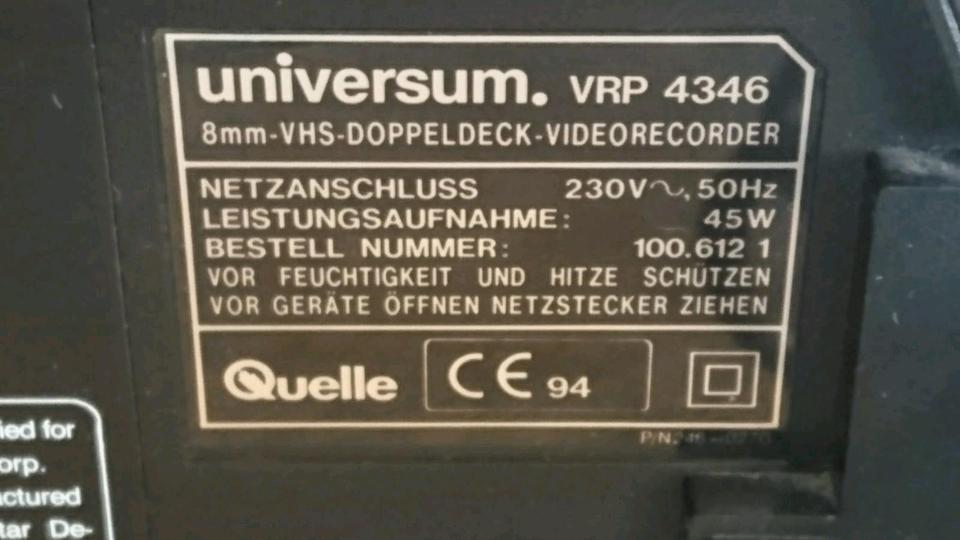 universum. VRP 4346
8mm-VHS-DOPPELDECK-VIDEORECORDER
NETZANSCHLUSS 230V~, 50Hz
LEISTUNGSAUFNAHME: 45W
BESTELL NUMMER: 100.612 1
VOR FEUCHTIGKEIT UND HITZE SCHÜTZEN
VOR GERÄTE ÖFFNEN NETZSTECKER ZIEHEN
Quelle CE 94
P/N
ied for
orp.
actured
tar De-